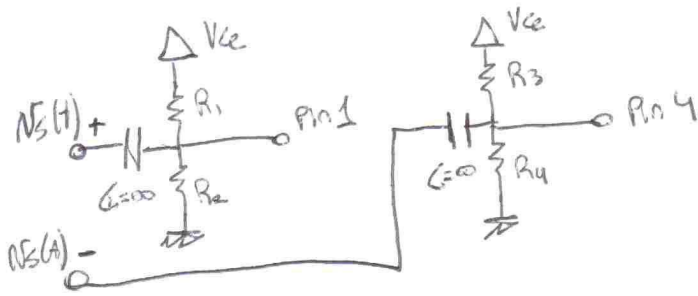 Vcc
R1
Vs(t) +
Pin 1
C=∞
R2
Vs(t) -
Vcc
R3
Pin 4
C=∞
R4